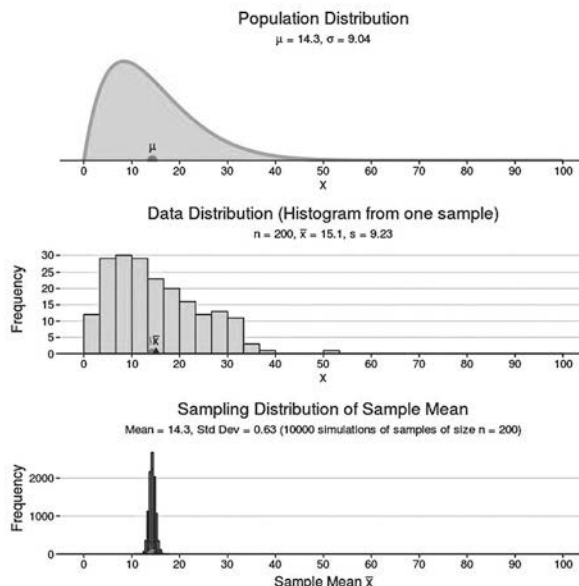 Population Distribution
μ = 14.3, σ = 9.04
μ
0 10 20 30 40 50 60 70 80 90 100
X
Data Distribution (Histogram from one sample)
n = 200, x̄ = 15.1, s = 9.23
Frequency
30
25
20
15
10
5
0
x̄
0 10 20 30 40 50 60 70 80 90 100
X
Sampling Distribution of Sample Mean
Mean = 14.3, Std Dev = 0.63 (10000 simulations of samples of size n = 200)
Frequency
2000
1000
0
0 10 20 30 40 50 60 70 80 90 100
Sample Mean x̄